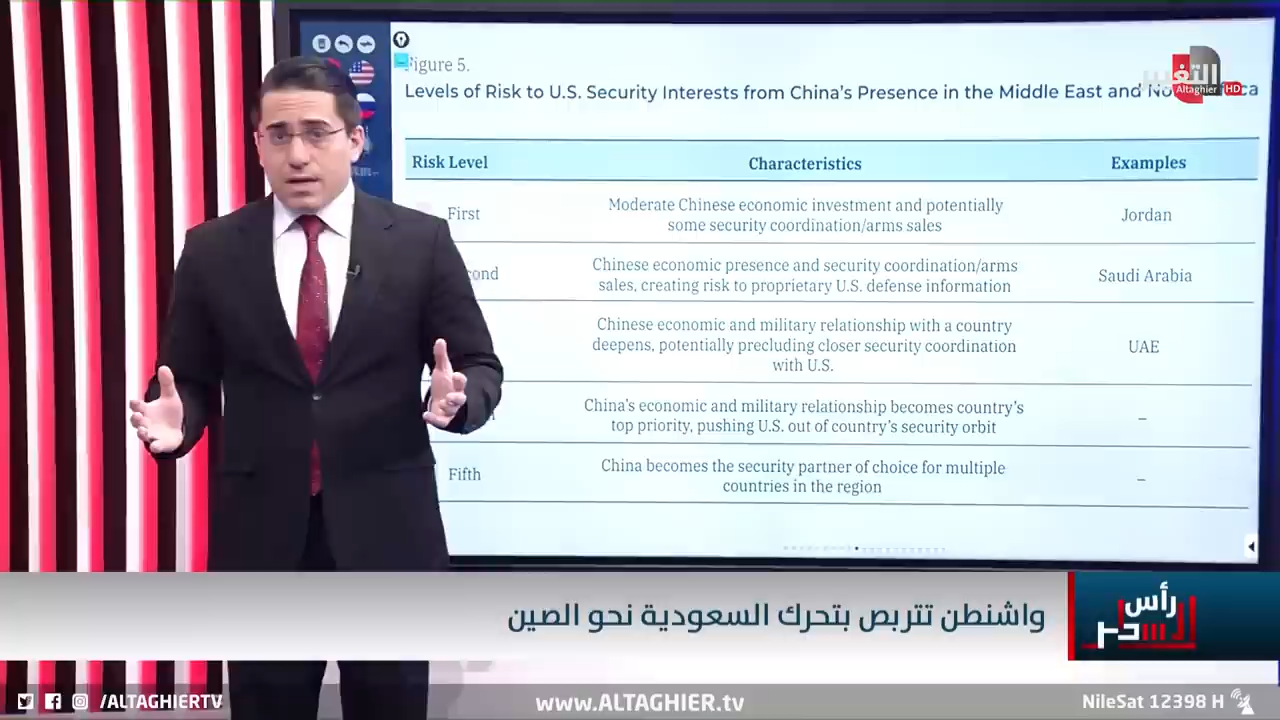 Figure 5.
Levels of Risk to U.S. Security Interests from China's Presence in the Middle East and
التغيير
Altaghier HD
Risk Level Characteristics Examples
First Moderate Chinese economic investment and potentially
some security coordination/arms sales Jordan
Chinese economic presence and security coordination/arms
sales, creating risk to proprietary U.S. defense information Saudi Arabia
Chinese economic and military relationship with a country
deepens, potentially precluding closer security coordination
with U.S. UAE
China's economic and military relationship becomes country's
top priority, pushing U.S. out of country's security orbit –
Fifth China becomes the security partner of choice for multiple
countries in the region –
واشنطن تتربص بتحرك السعودية نحو الصين
رأس
السطر
/ALTAGHIERTV
www.ALTAGHIER.tv
NileSat 12398 H